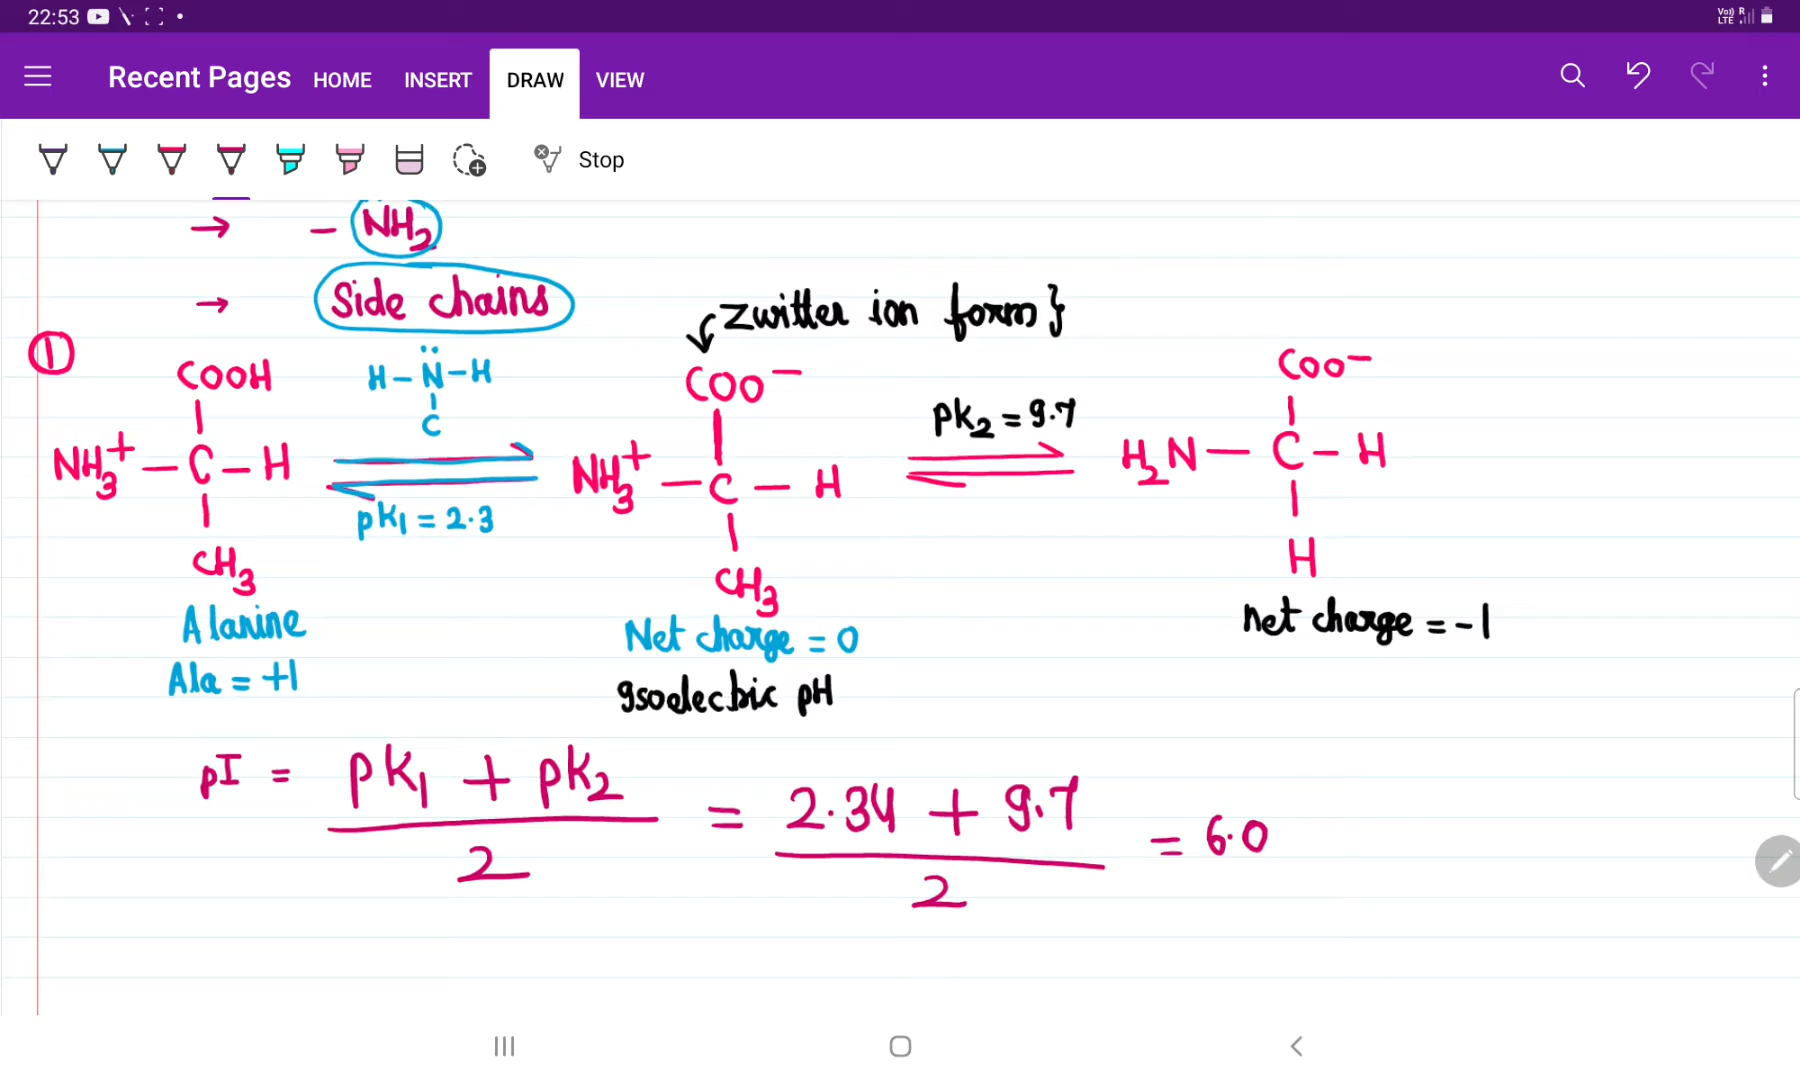 22:53
Vo)) R
LTE
Recent Pages HOME INSERT DRAW VIEW
Stop
→ - NH2
→ Side chains
zwitter ion form}
①
COOH
H-N̈-H
C
NH3+ - C - H
CH3
pK1 = 2.3
Alanine
Ala = +1
COO-
NH3+ - C - H
CH3
Net charge = 0
Isoelectric pH
pK2 = 9.7
COO-
H2N - C - H
H
net charge = -1
pI = pK1 + pK2 / 2 = 2.34 + 9.7 / 2 = 6.0